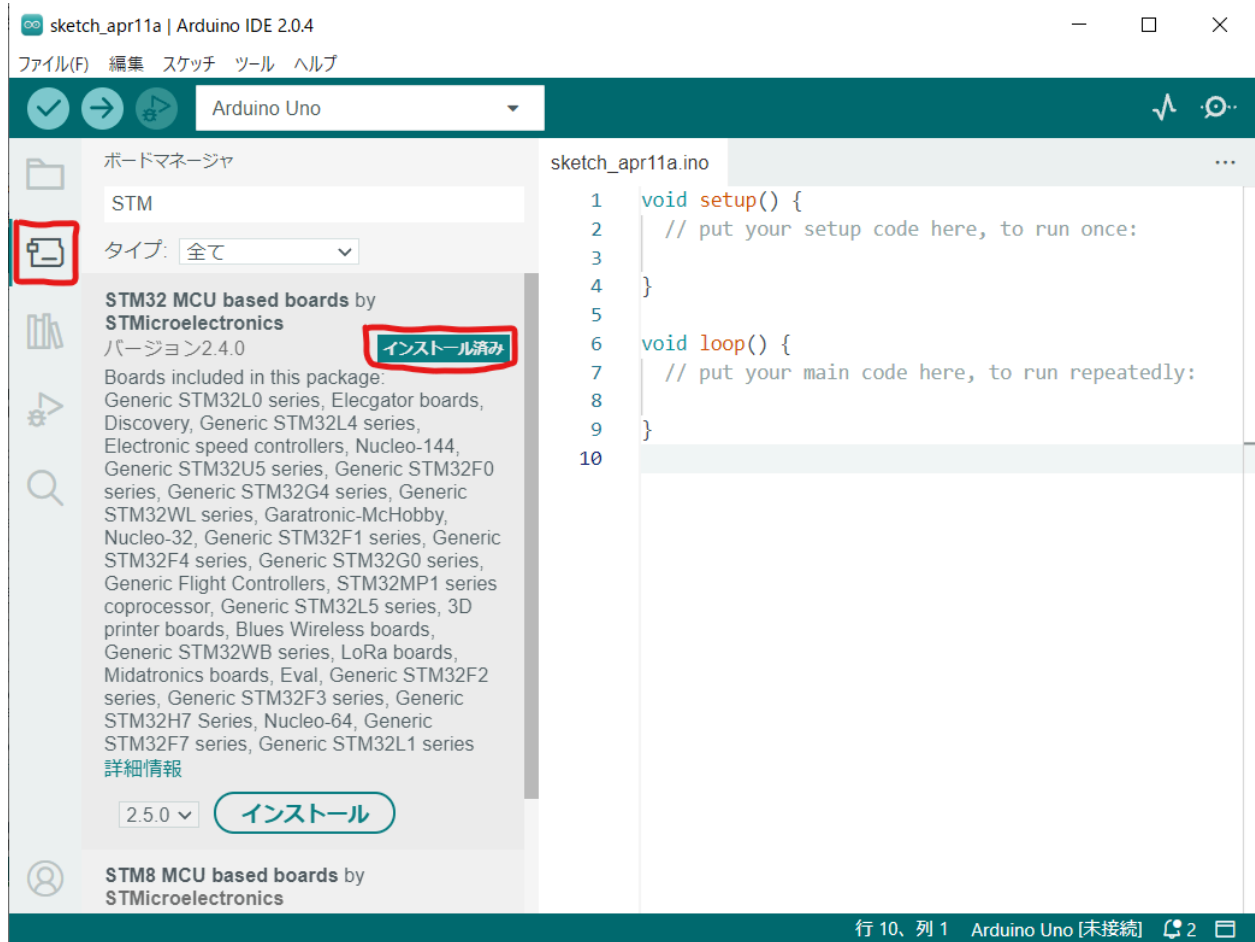 sketch_apr11a | Arduino IDE 2.0.4
ファイル(F) 編集 スケッチ ツール ヘルプ
Arduino Uno
ボードマネージャ
STM
タイプ: 全て
STM32 MCU based boards by
STMicroelectronics
バージョン2.4.0
インストール済み
Boards included in this package:
Generic STM32L0 series, Elecgator boards,
Discovery, Generic STM32L4 series,
Electronic speed controllers, Nucleo-144,
Generic STM32U5 series, Generic STM32F0
series, Generic STM32G4 series, Generic
STM32WL series, Garatronic-McHobby,
Nucleo-32, Generic STM32F1 series, Generic
STM32F4 series, Generic STM32G0 series,
Generic Flight Controllers, STM32MP1 series
coprocessor, Generic STM32L5 series, 3D
printer boards, Blues Wireless boards,
Generic STM32WB series, LoRa boards,
Midatronics boards, Eval, Generic STM32F2
series, Generic STM32F3 series, Generic
STM32H7 Series, Nucleo-64, Generic
STM32F7 series, Generic STM32L1 series
詳細情報
2.5.0 インストール
STM8 MCU based boards by
STMicroelectronics
sketch_apr11a.ino
1 void setup() {
2 // put your setup code here, to run once:
3
4 }
5
6 void loop() {
7 // put your main code here, to run repeatedly:
8
9 }
10
行 10、列 1 Arduino Uno [未接続] 2